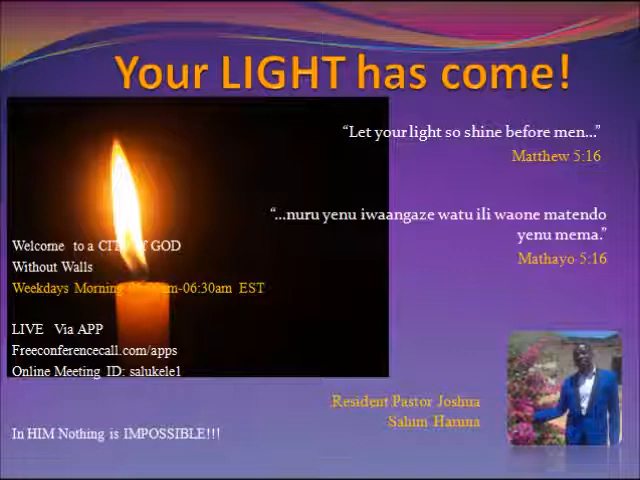 Your LIGHT has come!
“Let your light so shine before men...”
Matthew 5:16
“...nuru yenu iwaangaze watu ili waone matendo
yenu mema.”
Mathayo 5:16
Welcome to a CITY of GOD
Without Walls
Weekdays Morning -06:30am EST
LIVE Via APP
Freeconferencecall.com/apps
Online Meeting ID: salukele1
In HIM Nothing is IMPOSSIBLE!!!
Resident Pastor Joshua
Salum Haruna